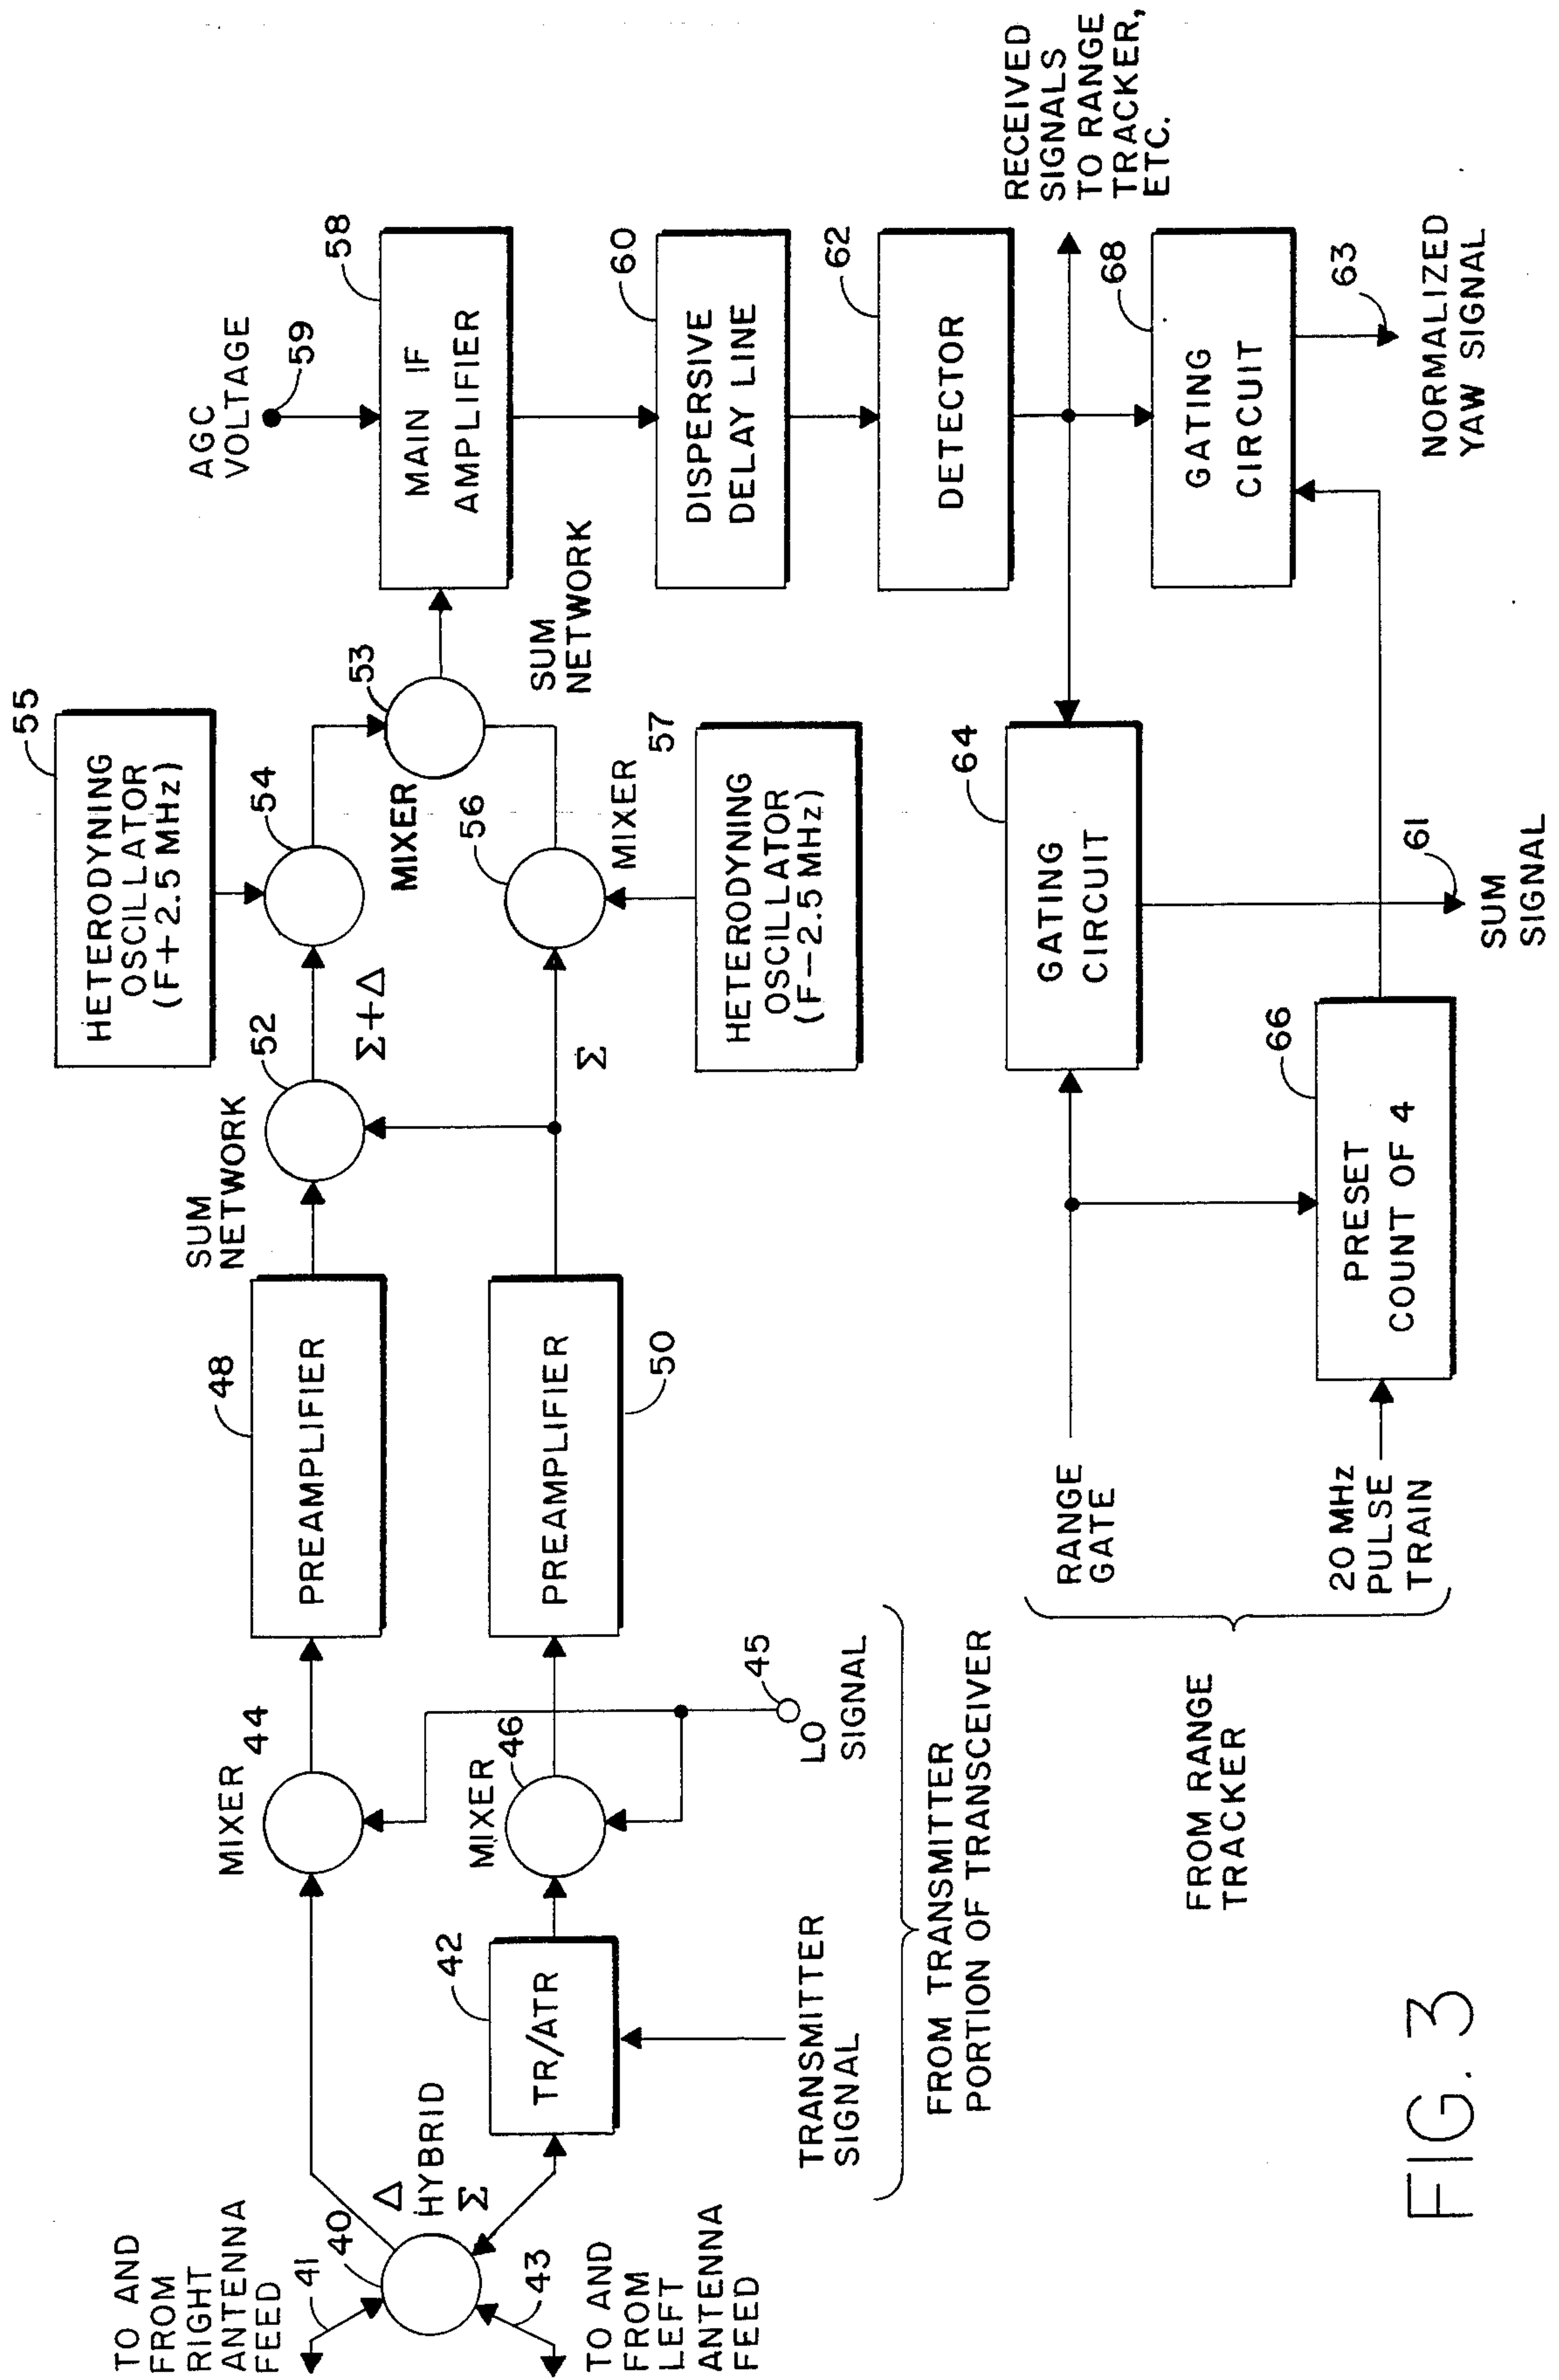 TO AND
FROM
RIGHT
ANTENNA
FEED
41
40
Δ
HYBRID
Σ
43
TO AND
FROM
LEFT
ANTENNA
FEED
MIXER
44
42
TR/ATR
MIXER
46
TRANSMITTER
SIGNAL
45
LO
SIGNAL
FROM TRANSMITTER
PORTION OF TRANSCEIVER
48
PREAMPLIFIER
PREAMPLIFIER
50
SUM
NETWORK
52
Σ+Δ
Σ
55
HETERODYNING
OSCILLATOR
(F+2.5 MHz)
54
MIXER
53
56
MIXER
57
HETERODYNING
OSCILLATOR
(F-2.5 MHz)
SUM
NETWORK
AGC
VOLTAGE
59
58
MAIN IF
AMPLIFIER
60
DISPERSIVE
DELAY LINE
62
DETECTOR
RECEIVED
SIGNALS
TO RANGE
TRACKER,
ETC.
68
GATING
CIRCUIT
63
NORMALIZED
YAW SIGNAL
64
GATING
CIRCUIT
61
SUM
SIGNAL
66
PRESET
COUNT OF 4
RANGE
GATE
20 MHz
PULSE
TRAIN
FROM RANGE
TRACKER
FIG. 3